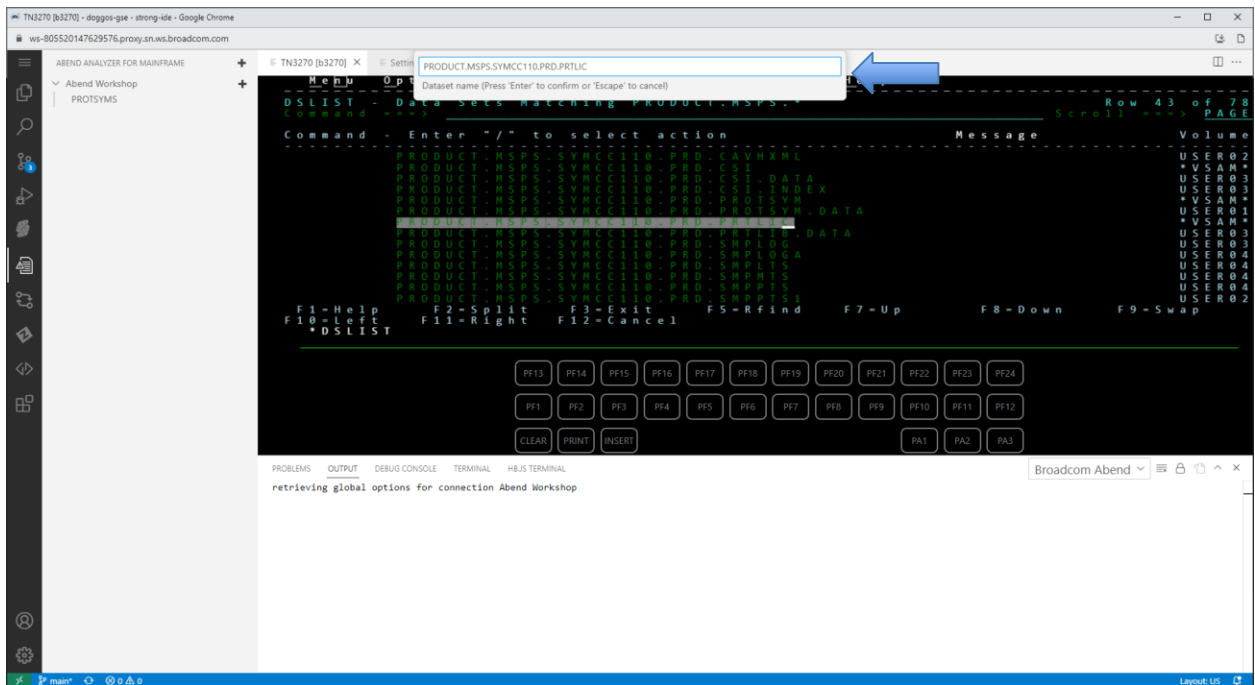 TN3270 [b3270] - doggos-gse - strong-ide - Google Chrome
ws-805520147629576.proxy.sn.ws.broadcom.com
ABEND ANALYZER FOR MAINFRAME
Abend Workshop
PROTSYMS
TN3270 [b3270]
Settin
PRODUCT.MSPS.SYMCC110.PRD.PRTLIC
Dataset name (Press 'Enter' to confirm or 'Escape' to cancel)
Menu Opt
DSLIST - Data Sets Matching PRODUCT.MSPS.* Row 43 of 78
Command ===> Scroll ===> PAGE
Command - Enter "/" to select action Message Volume
PRODUCT.MSPS.SYMCC110.PRD.CAVHXML USER02
PRODUCT.MSPS.SYMCC110.PRD.CSI *VSAM*
PRODUCT.MSPS.SYMCC110.PRD.CSI.DATA USER03
PRODUCT.MSPS.SYMCC110.PRD.CSI.INDEX USER03
PRODUCT.MSPS.SYMCC110.PRD.PROTSYM *VSAM*
PRODUCT.MSPS.SYMCC110.PRD.PROTSYM.DATA USER01
PRODUCT.MSPS.SYMCC110.PRD.PRTLIC *VSAM*
PRODUCT.MSPS.SYMCC110.PRD.PRTLIB.DATA USER03
PRODUCT.MSPS.SYMCC110.PRD.SMPLOG USER03
PRODUCT.MSPS.SYMCC110.PRD.SMPLOGA USER04
PRODUCT.MSPS.SYMCC110.PRD.SMPLTS USER04
PRODUCT.MSPS.SYMCC110.PRD.SMPMTS USER04
PRODUCT.MSPS.SYMCC110.PRD.SMPPTS USER04
PRODUCT.MSPS.SYMCC110.PRD.SMPPTS1 USER02
F1=Help F2=Split F3=Exit F5=Rfind F7=Up F8=Down F9=Swap
F10=Left F11=Right F12=Cancel
*DSLIST
PF13 PF14 PF15 PF16 PF17 PF18 PF19 PF20 PF21 PF22 PF23 PF24
PF1 PF2 PF3 PF4 PF5 PF6 PF7 PF8 PF9 PF10 PF11 PF12
CLEAR PRINT INSERT PA1 PA2 PA3
PROBLEMS OUTPUT DEBUG CONSOLE TERMINAL HBJS TERMINAL
Broadcom Abend
retrieving global options for connection Abend Workshop
3
main* 0 0
Layout: US